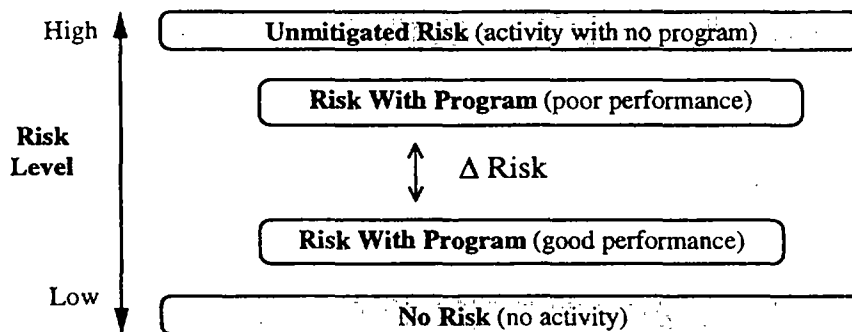 High
Unmitigated Risk (activity with no program)
Risk With Program (poor performance)
Risk
Level
Δ Risk
Risk With Program (good performance)
Low
No Risk (no activity)